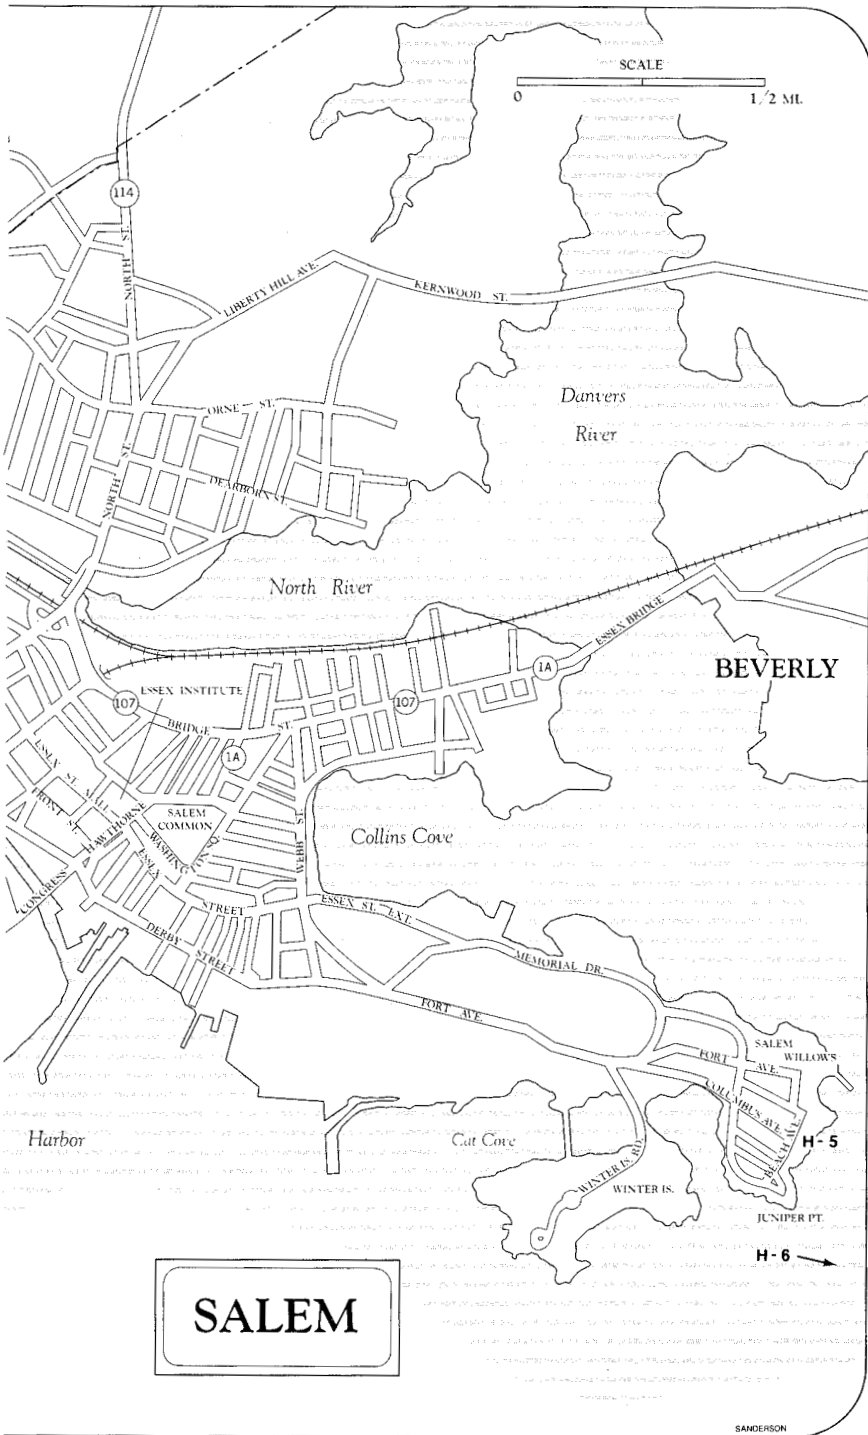 SCALE
0 1/2 MI.
114
NORTH ST.
LIBERTY HILL AVE.
KERNWOOD ST.
Danvers
River
ORNE ST.
NORTH ST.
DEARBORN ST.
North River
ESSEX BRIDGE
1A
BEVERLY
ESSEX INSTITUTE
107
107
BRIDGE ST.
1A
ESSEX ST. MALL
FRONT ST.
HAWTHORNE
SALEM
COMMON
WASHINGTON SQ.
WEBB ST.
Collins Cove
CONGRESS
ESSEX STREET
ESSEX ST. EXT.
DERBY STREET
MEMORIAL DR.
FORT AVE.
SALEM
WILLOWS
FORT AVE.
COLUMBUS AVE.
BEACH AVE.
H-5
Harbor
Cat Cove
WINTER IS. RD.
WINTER IS.
JUNIPER PT.
H-6
SALEM
SANDERSON